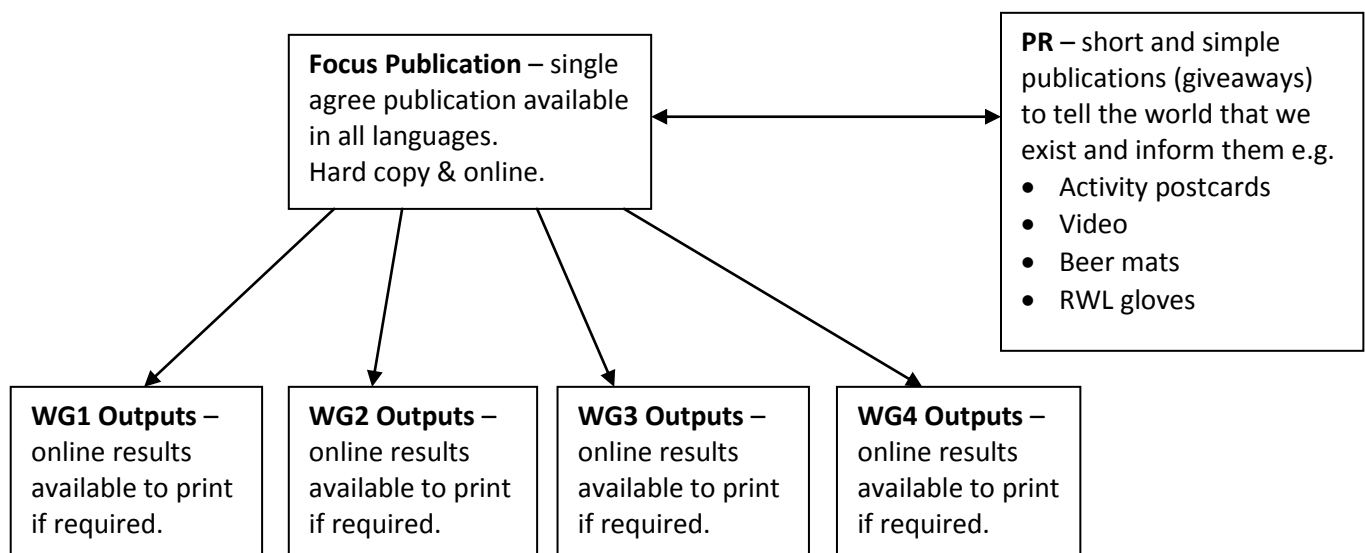 Focus Publication – single
agree publication available
in all languages.
Hard copy & online.
PR – short and simple
publications (giveaways)
to tell the world that we
exist and inform them e.g.
• Activity postcards
• Video
• Beer mats
• RWL gloves
WG1 Outputs –
online results
available to print
if required.
WG2 Outputs –
online results
available to print
if required.
WG3 Outputs –
online results
available to print
if required.
WG4 Outputs –
online results
available to print
if required.